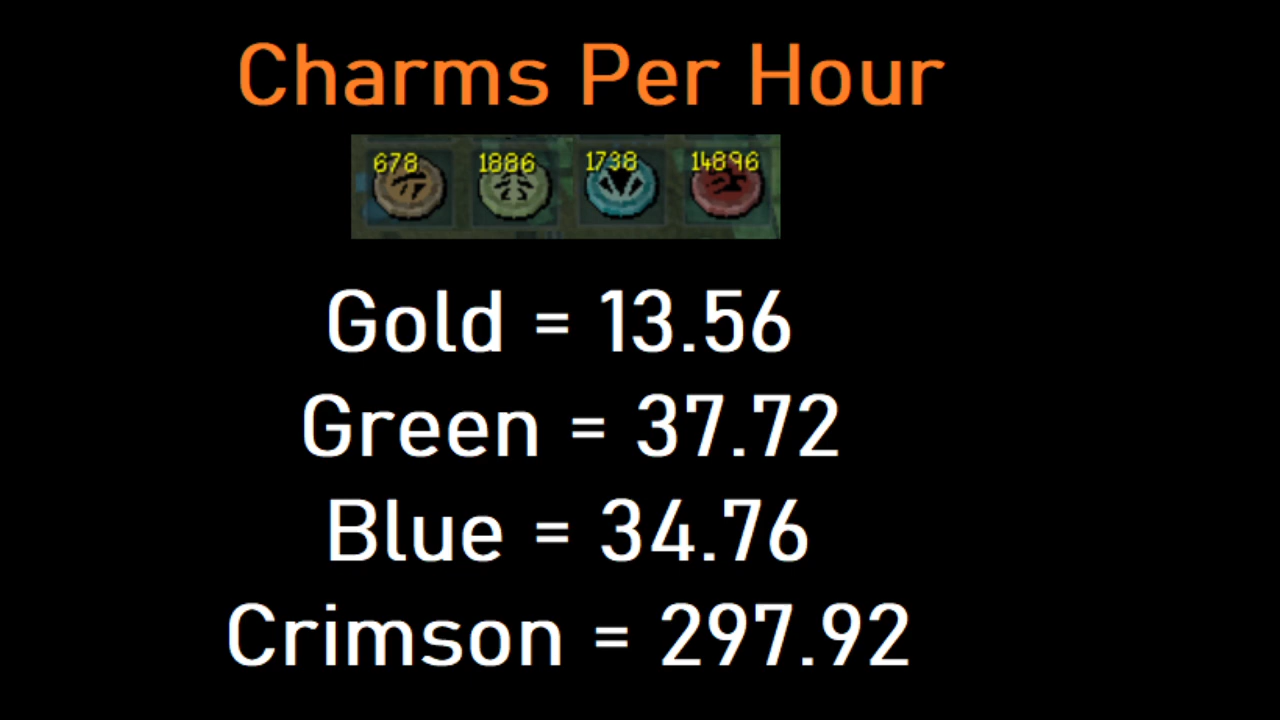 Charms Per Hour
678 1886 1738 14896
Gold = 13.56
Green = 37.72
Blue = 34.76
Crimson = 297.92